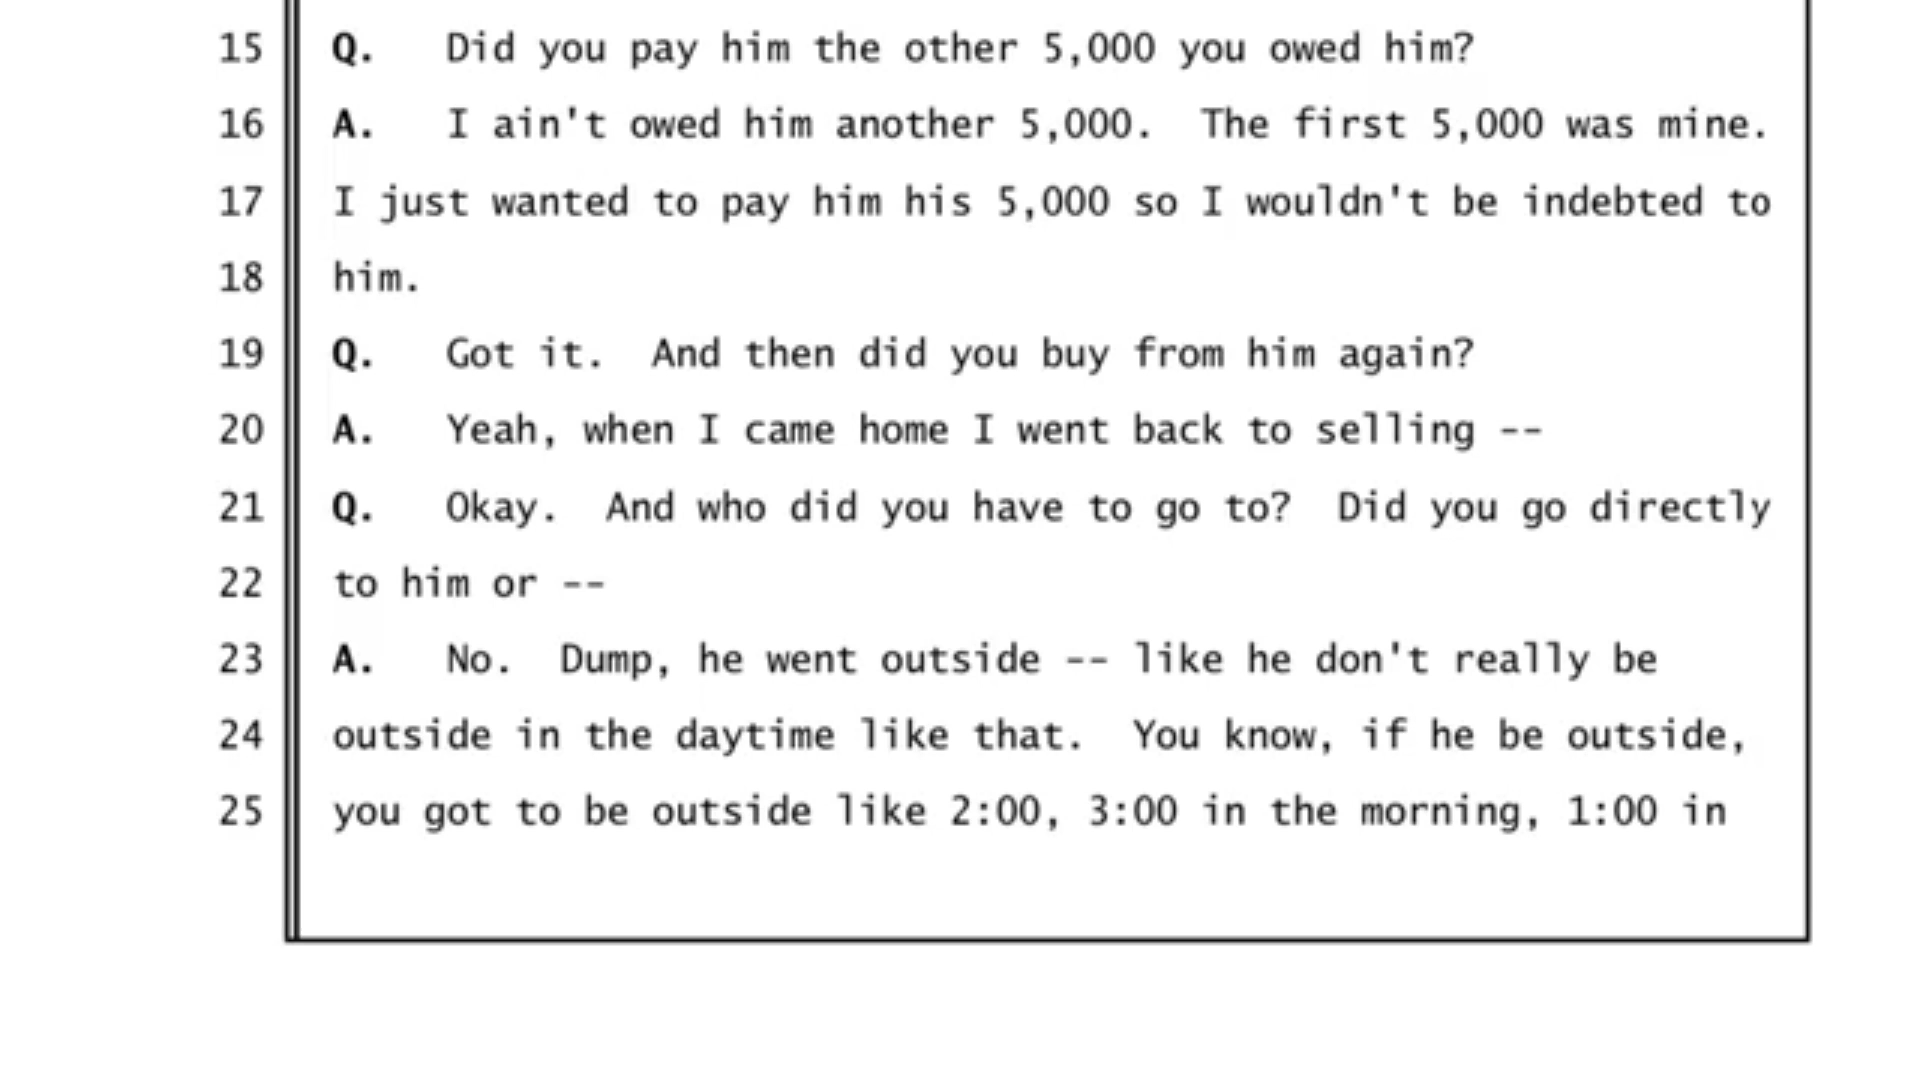 15 Q. Did you pay him the other 5,000 you owed him?
16 A. I ain't owed him another 5,000. The first 5,000 was mine.
17 I just wanted to pay him his 5,000 so I wouldn't be indebted to
18 him.
19 Q. Got it. And then did you buy from him again?
20 A. Yeah, when I came home I went back to selling --
21 Q. Okay. And who did you have to go to? Did you go directly
22 to him or --
23 A. No. Dump, he went outside -- like he don't really be
24 outside in the daytime like that. You know, if he be outside,
25 you got to be outside like 2:00, 3:00 in the morning, 1:00 in